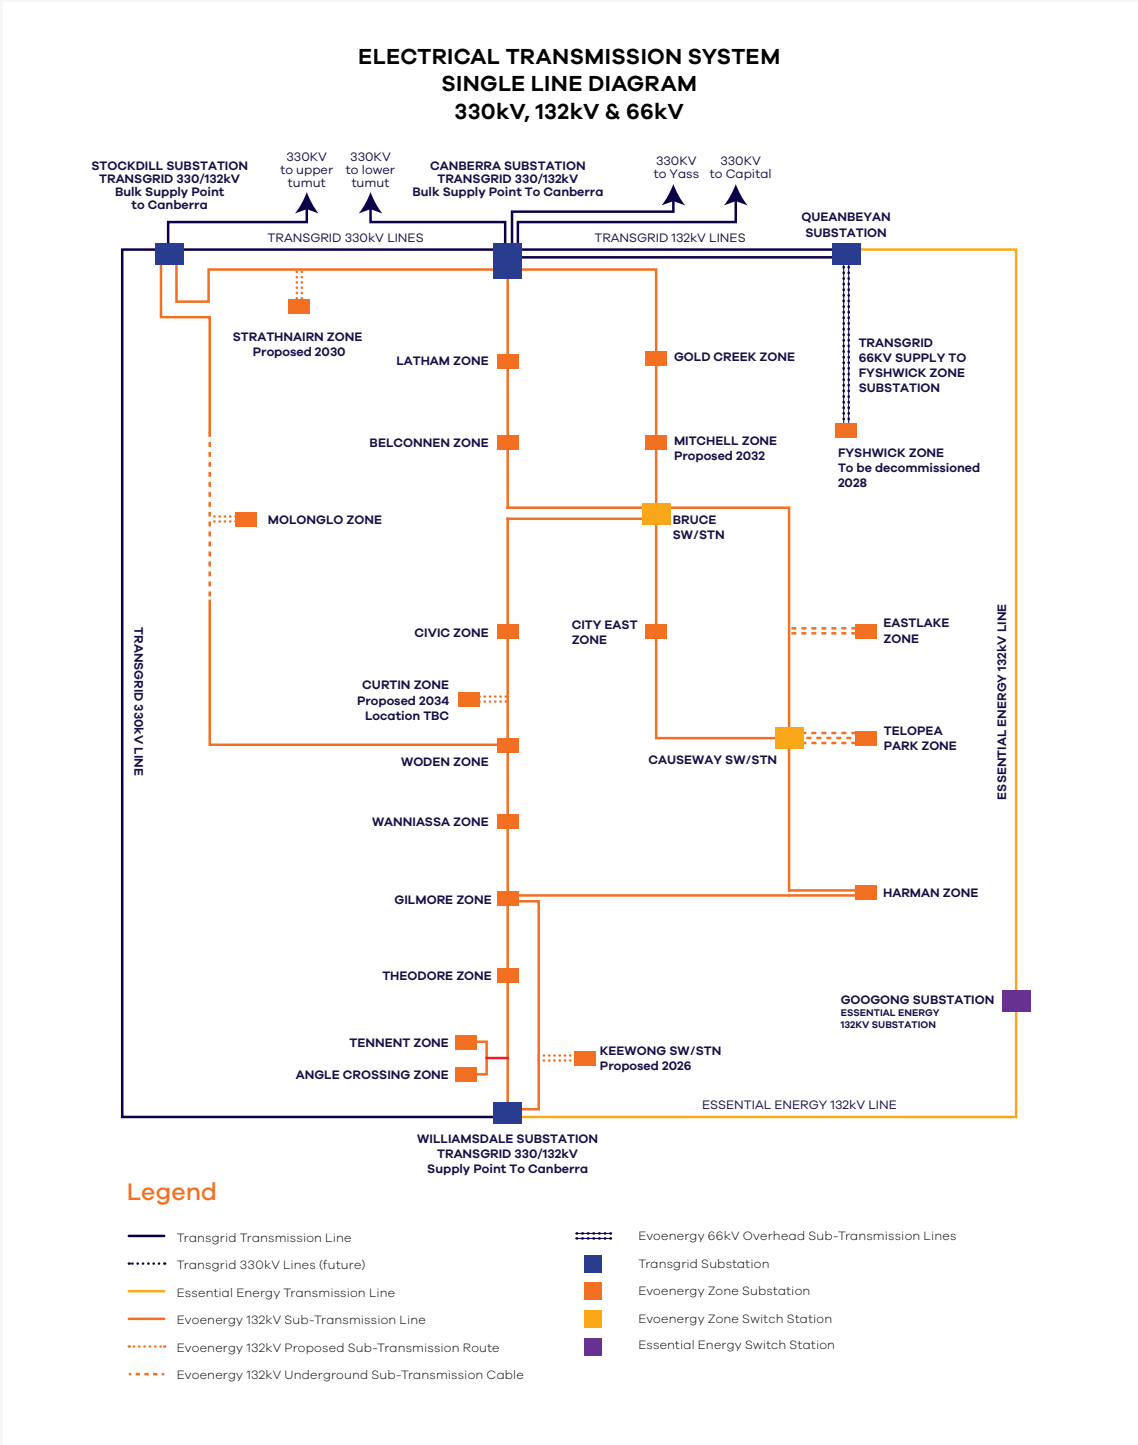 ELECTRICAL TRANSMISSION SYSTEM
SINGLE LINE DIAGRAM
330kV, 132kV & 66kV
STOCKDILL SUBSTATION
TRANSGRID 330/132kV
Bulk Supply Point
to Canberra
330KV
to upper
tumut
330KV
to lower
tumut
CANBERRA SUBSTATION
TRANSGRID 330/132kV
Bulk Supply Point To Canberra
330KV
to Yass
330KV
to Capital
QUEANBEYAN
SUBSTATION
TRANSGRID 330kV LINES
TRANSGRID 132kV LINES
STRATHNAIRN ZONE
Proposed 2030
LATHAM ZONE
GOLD CREEK ZONE
TRANSGRID
66KV SUPPLY TO
FYSHWICK ZONE
SUBSTATION
BELCONNEN ZONE
MITCHELL ZONE
Proposed 2032
FYSHWICK ZONE
To be decommissioned
2028
MOLONGLO ZONE
BRUCE
SW/STN
CIVIC ZONE
CITY EAST
ZONE
EASTLAKE
ZONE
TRANSGRID 330kV LINE
ESSENTIAL ENERGY 132kV LINE
CURTIN ZONE
Proposed 2034
Location TBC
WODEN ZONE
CAUSEWAY SW/STN
TELOPEA
PARK ZONE
WANNIASSA ZONE
GILMORE ZONE
HARMAN ZONE
THEODORE ZONE
GOOGONG SUBSTATION
ESSENTIAL ENERGY
132KV SUBSTATION
TENNENT ZONE
ANGLE CROSSING ZONE
KEEWONG SW/STN
Proposed 2026
ESSENTIAL ENERGY 132kV LINE
WILLIAMSDALE SUBSTATION
TRANSGRID 330/132kV
Supply Point To Canberra
Legend
Transgrid Transmission Line
Transgrid 330kV Lines (future)
Essential Energy Transmission Line
Evoenergy 132kV Sub-Transmission Line
Evoenergy 132kV Proposed Sub-Transmission Route
Evoenergy 132kV Underground Sub-Transmission Cable
Evoenergy 66kV Overhead Sub-Transmission Lines
Transgrid Substation
Evoenergy Zone Substation
Evoenergy Zone Switch Station
Essential Energy Switch Station